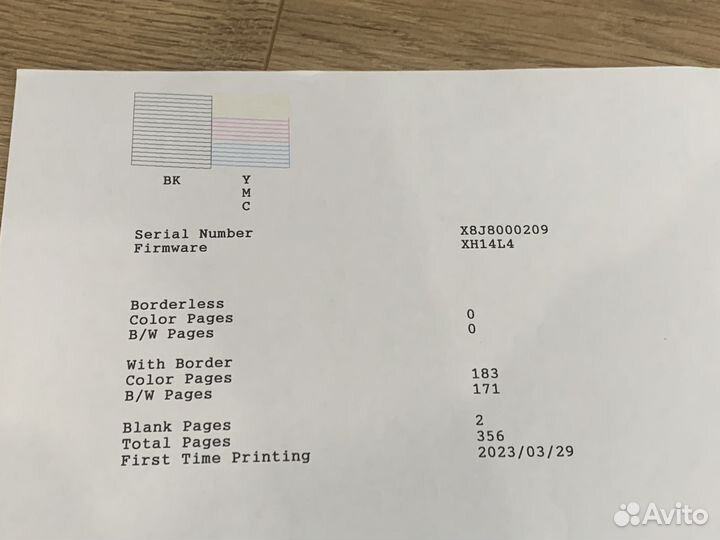 BK Y
M
C
Serial Number X8J8000209
Firmware XH14L4
Borderless
Color Pages 0
B/W Pages 0
With Border
Color Pages 183
B/W Pages 171
Blank Pages 2
Total Pages 356
First Time Printing 2023/03/29
Avito